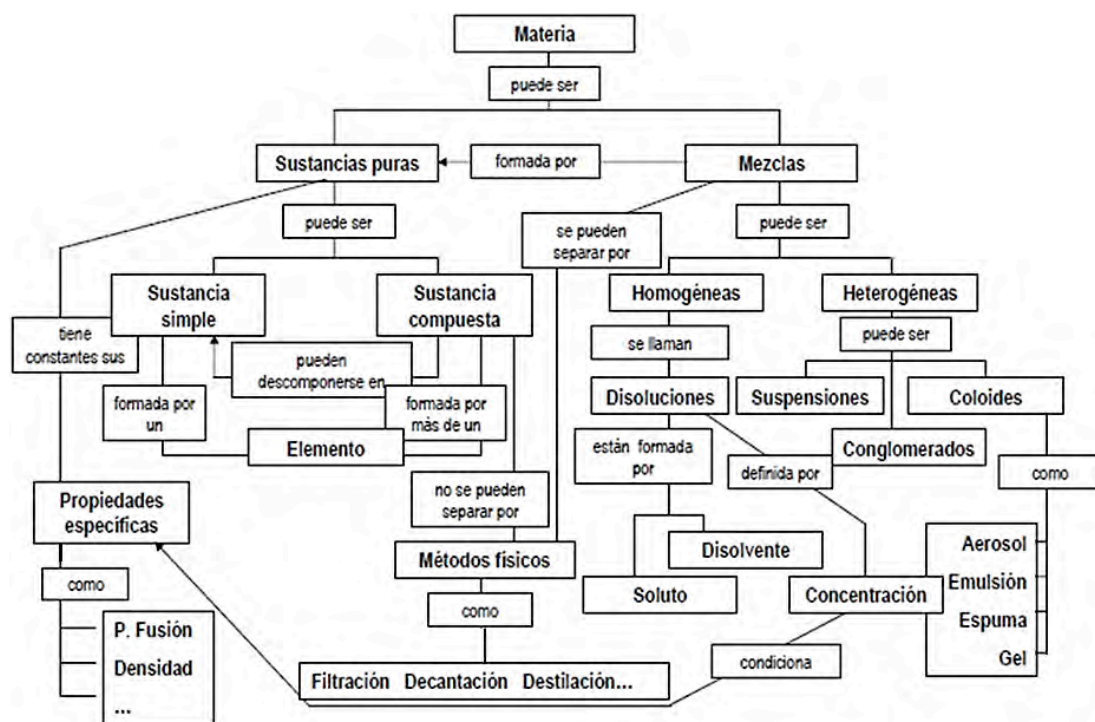 Materia
puede ser
Sustancias puras
formada por
Mezclas
puede ser
se pueden
separar por
puede ser
Sustancia
simple
Sustancia
compuesta
Homogéneas
Heterogéneas
tiene
constantes sus
pueden
descomponerse en
se llaman
puede ser
formada por
un
formada por
màs de un
Disoluciones
Suspensiones
Coloides
Elemento
están formada
por
definida por
Conglomerados
como
Propiedades
específicas
no se pueden
separar por
Métodos físicos
Disolvente
Soluto
Concentración
Aerosol
Emulsión
Espuma
Gel
como
como
P. Fusión
Densidad
...
Filtración Decantación Destilación...
condiciona